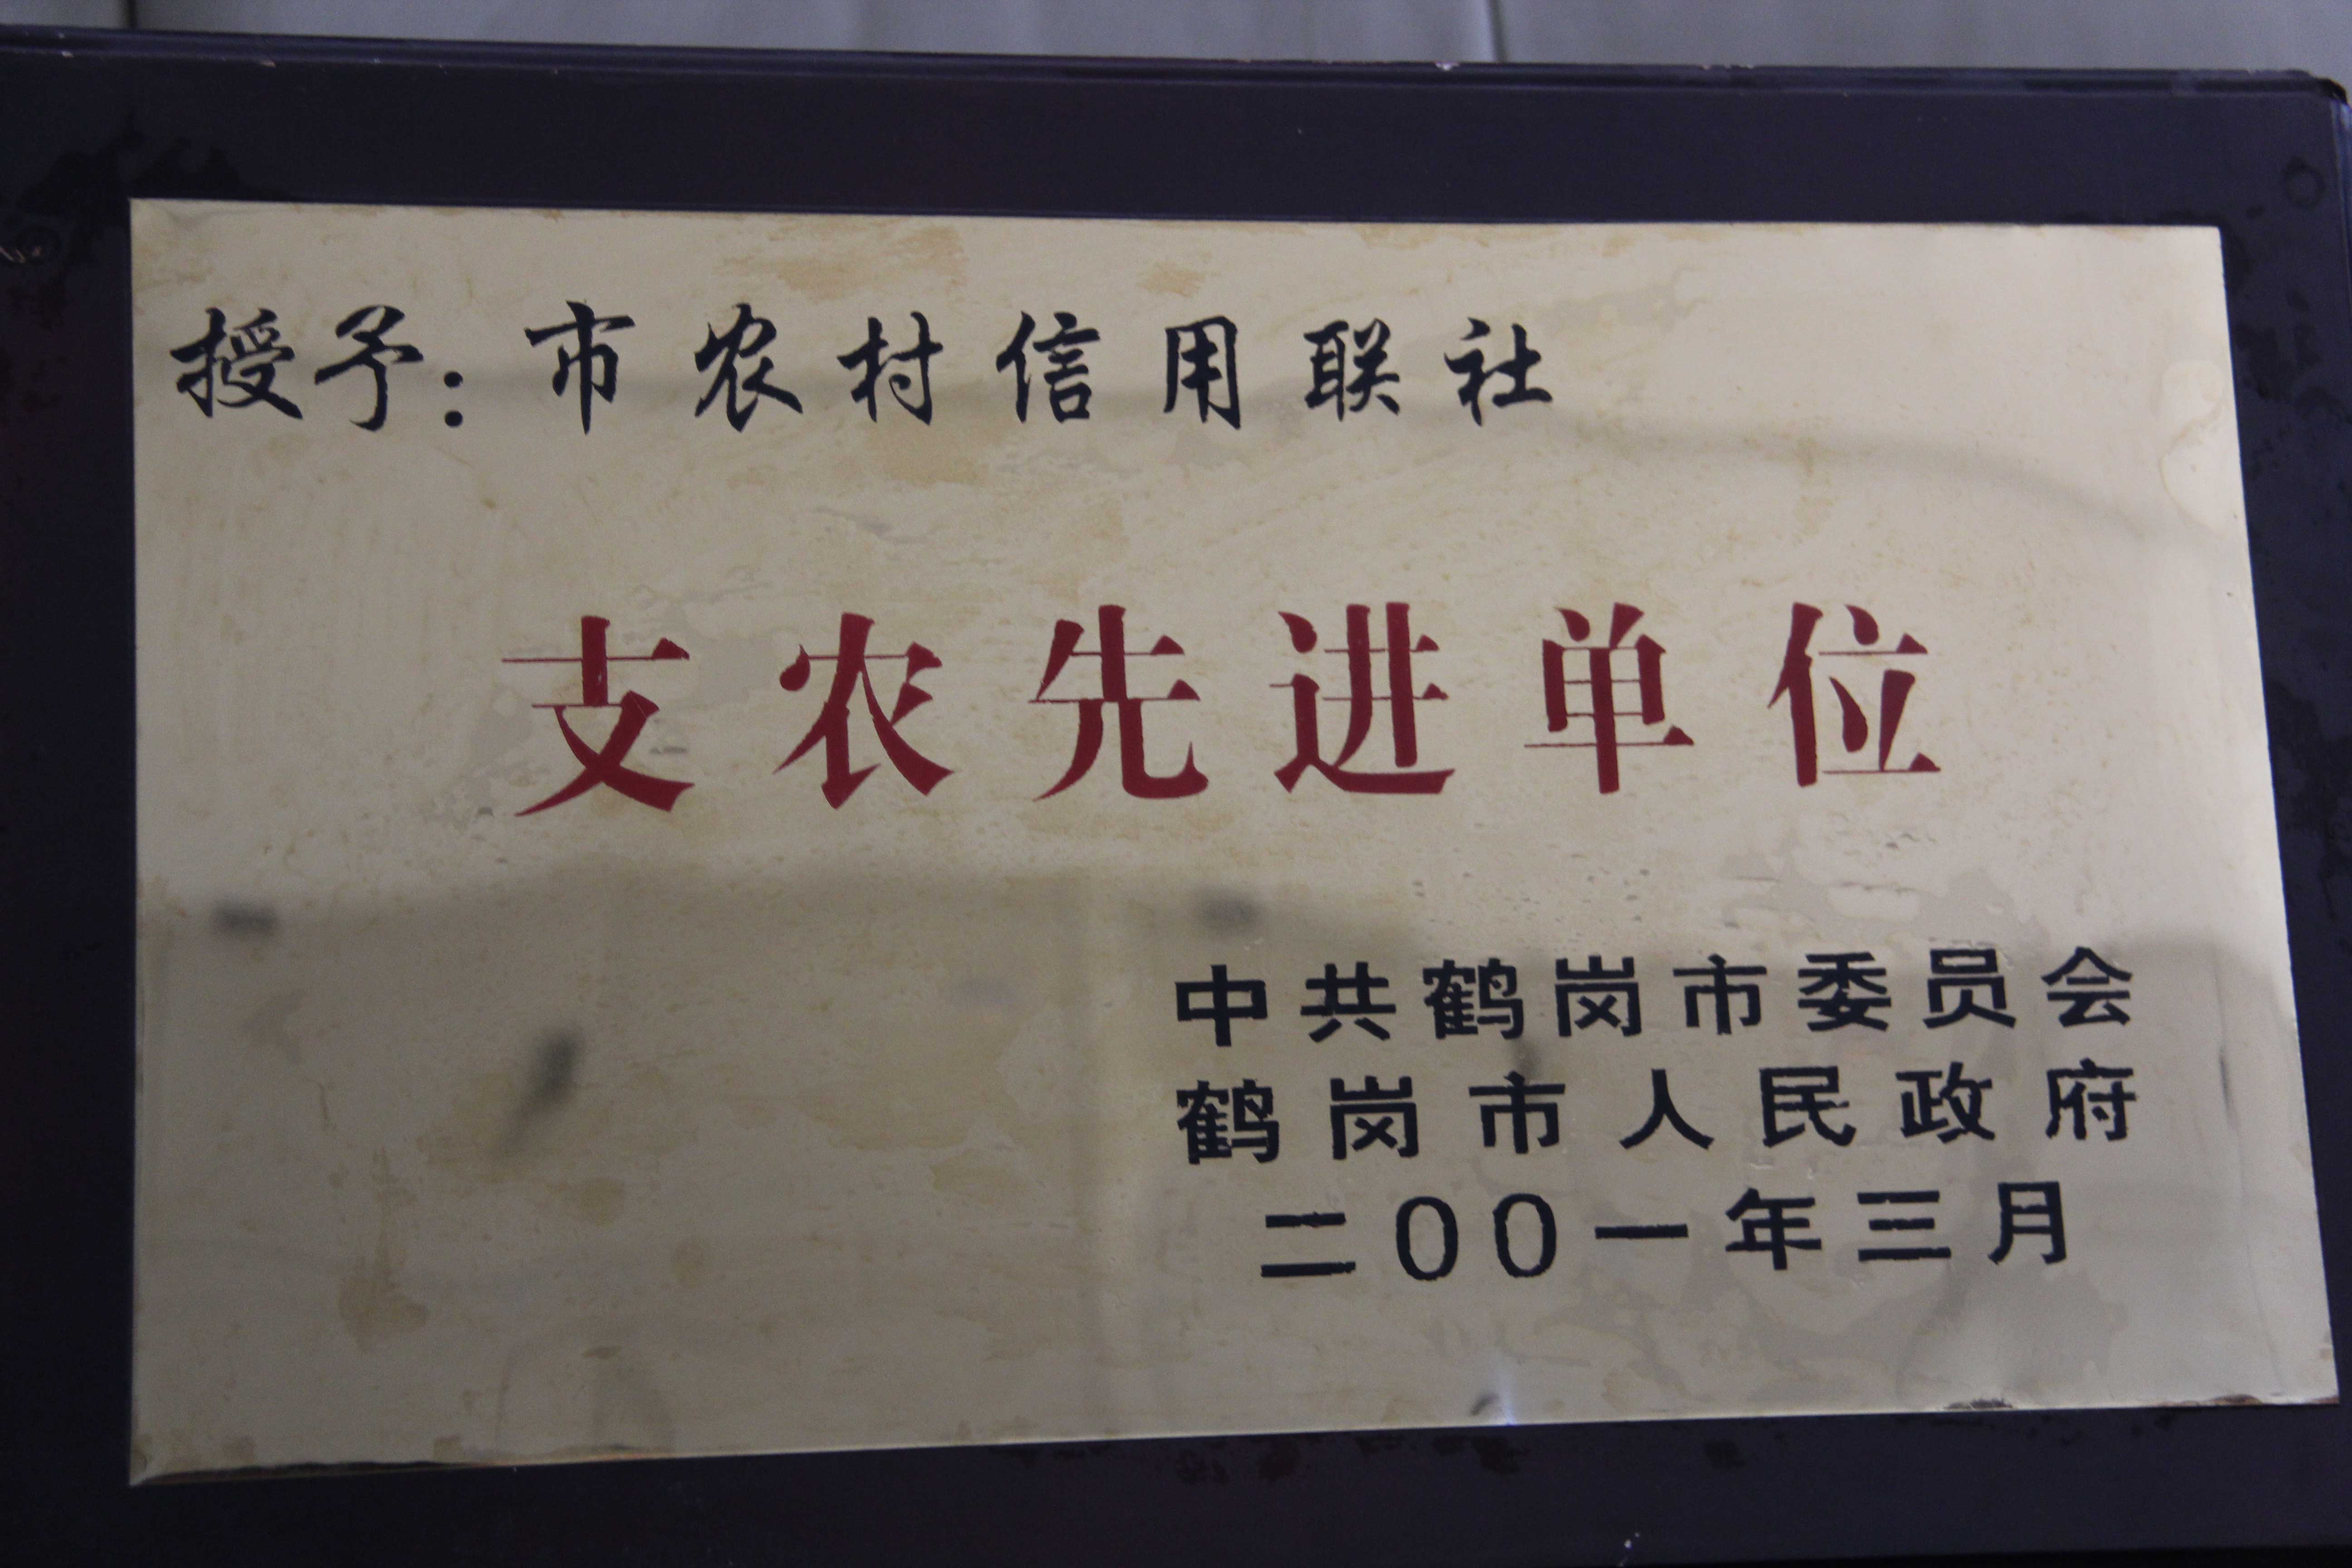 授予：市农村信用联社
支农先进单位
中共鹤岗市委员会
鹤岗市人民政府
二00一年三月